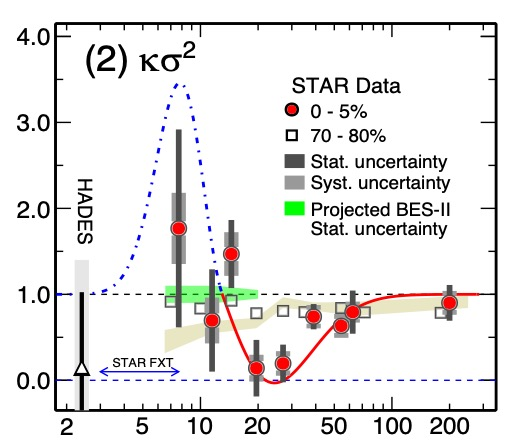 (2) κσ²
4.0
3.0
2.0
1.0
0.0
HADES
STAR Data
0 - 5%
70 - 80%
Stat. uncertainty
Syst. uncertainty
Projected BES-II
Stat. uncertainty
STAR FXT
2 5 10 20 50 100 200